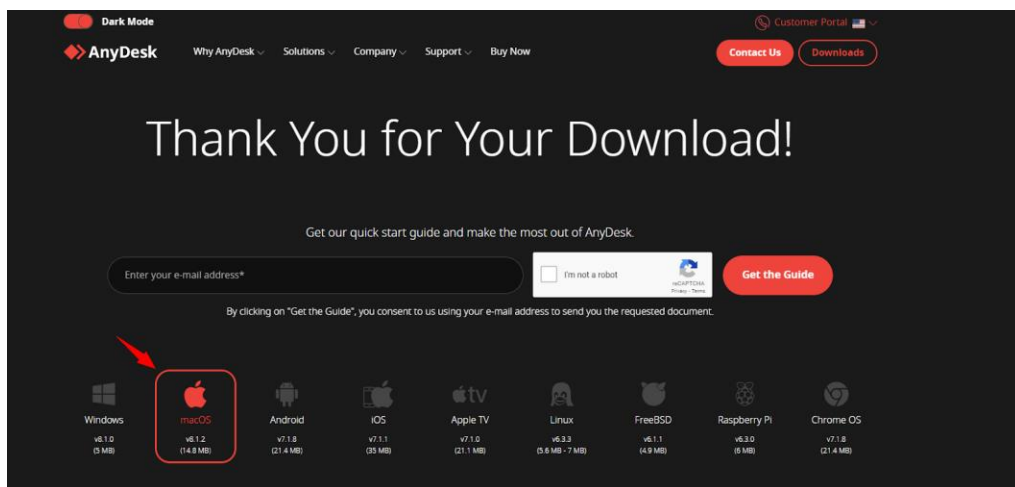 Dark Mode
Customer Portal
AnyDesk
Why AnyDesk
Solutions
Company
Support
Buy Now
Contact Us
Downloads
Thank You for Your Download!
Get our quick start guide and make the most out of AnyDesk.
Enter your e-mail address*
I'm not a robot
reCAPTCHA
Privacy - Terms
Get the Guide
By clicking on "Get the Guide", you consent to us using your e-mail address to send you the requested document.
tv
Windows
macOS
Android
iOS
Apple TV
Linux
FreeBSD
Raspberry Pi
Chrome OS
v8.1.0
v8.1.2
v7.1.8
v7.1.1
v7.1.0
v6.3.3
v6.1.1
v6.3.0
v7.1.8
(5 MB)
(14.8 MB)
(21.4 MB)
(35 MB)
(21.1 MB)
(5.6 MB - 7 MB)
(4.9 MB)
(6 MB)
(21.4 MB)